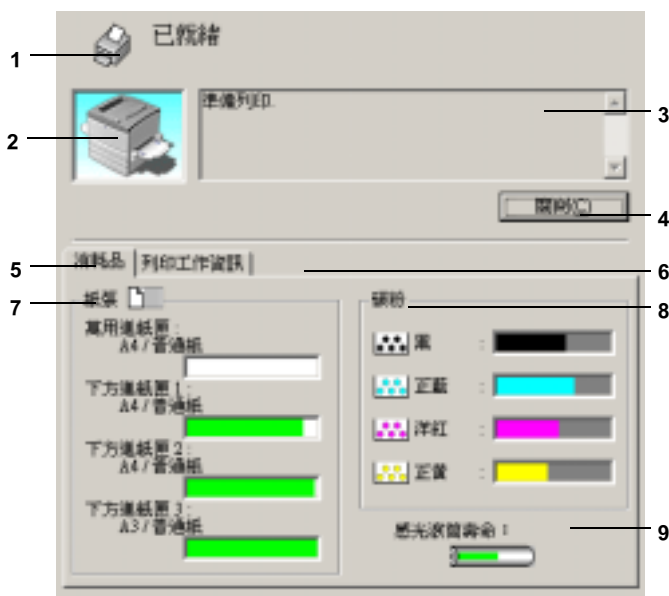 1
已就緒
2
準備列印.
3
關閉(C)
4
5
消耗品
列印工作資訊
6
7
紙張
碳粉
8
萬用進紙匣:
A4/普通紙
下方進紙匣 1:
A4/普通紙
下方進紙匣 2:
A4/普通紙
下方進紙匣 3:
A3/普通紙
黑 :
正藍 :
洋紅 :
正黃 :
感光滾筒壽命:
9